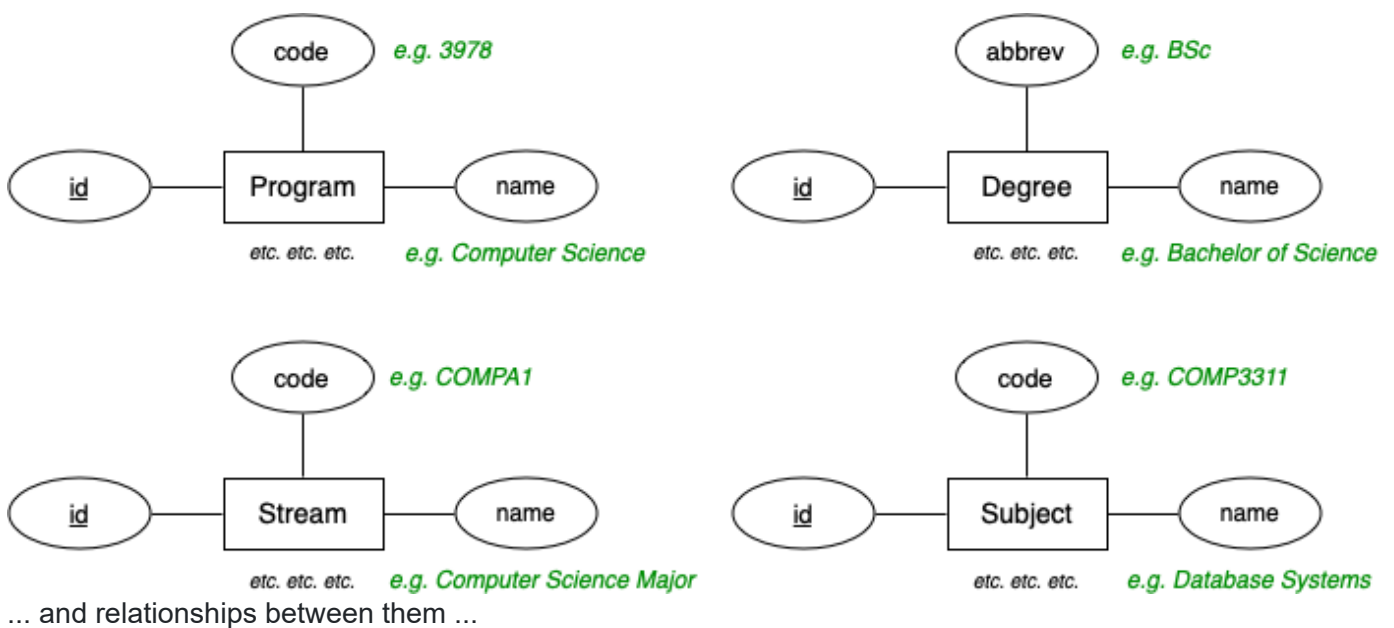 code e.g. 3978
abbrev e.g. BSc
id Program name
id Degree name
etc. etc. etc. e.g. Computer Science
etc. etc. etc. e.g. Bachelor of Science
code e.g. COMPA1
code e.g. COMP3311
id Stream name
id Subject name
etc. etc. etc. e.g. Computer Science Major
etc. etc. etc. e.g. Database Systems
... and relationships between them ...